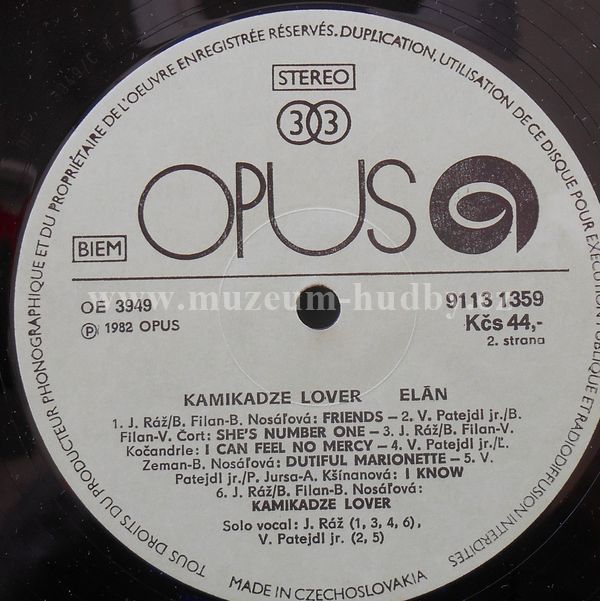 TOUS DROITS DU PRODUCTEUR PHONOGRAPHIQUE ET DU PROPRIÉTAIRE DE L'OEUVRE ENREGISTRÉE RÉSERVÉS. DUPLICATION, UTILISATION DE CE DISQUE POUR EXÉCUTION PUBLIQUE ET RADIODIFFUSION INTERDITES
STEREO
33
OPUS
BIEM
www.muzeum-hudby
OE 3949
91131359
Ⓟ 1982 OPUS
Kčs 44,-
2. strana
KAMIKADZE LOVER ELÁN
1. J. Ráž/B. Filan-B. Nosáľová: FRIENDS – 2. V. Patejdl jr./B.
Filan-V. Čort: SHE'S NUMBER ONE – 3. J. Ráž/B. Filan-V.
Kočandrle: I CAN FEEL NO MERCY – 4. V. Patejdl jr./Ľ.
Zeman-B. Nosáľová: DUTIFUL MARIONETTE – 5. V.
Patejdl jr./P. Jursa-A. Kšínanová: I KNOW
6. J. Ráž/B. Filan-B. Nosáľová:
KAMIKADZE LOVER
Solo vocal: J. Ráž (1, 3, 4, 6),
V. Patejdl jr. (2, 5)
MADE IN CZECHOSLOVAKIA